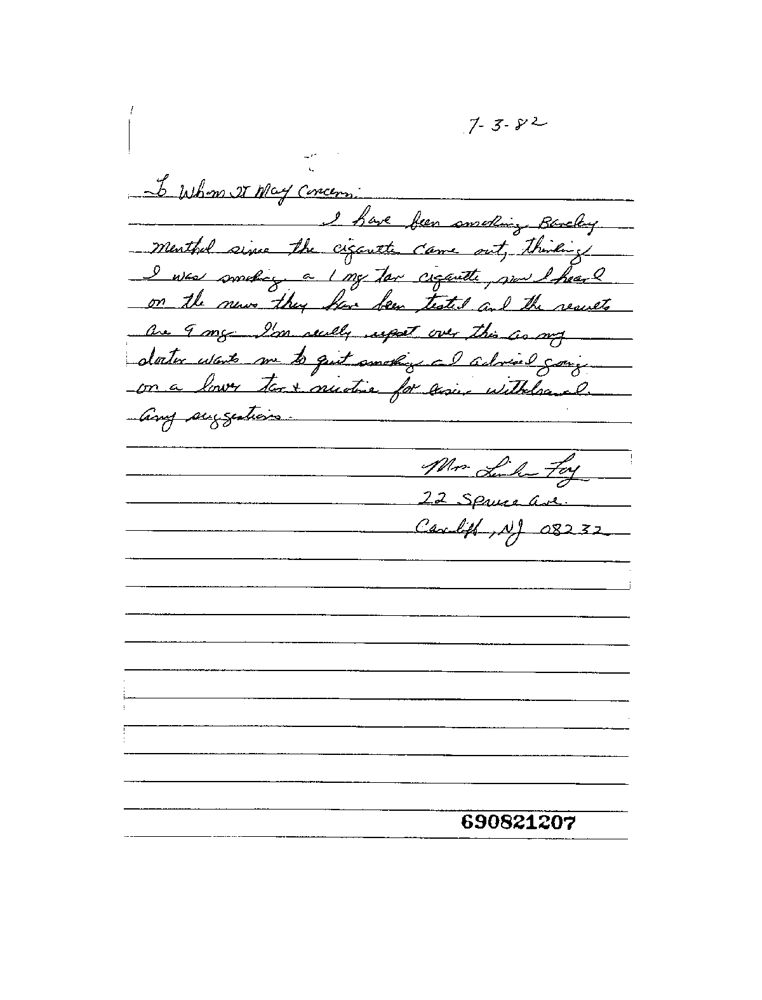 7-3-82
To Whom It May Concern:
I have been smoking Barclay
Menthol since the cigarette came out, thinking
I was smoking a 1 mg tar cigarette, now I heard
on the news they have been tested and the results
are 9 mg. I'm really upset over this as my
doctor wants me to quit smoking and advised going
on a lower tar + nicotine for easier withdrawal.
Any suggestions.
Mrs Linda Foy
22 Spruce Ave.
Cardiff, NJ 08232
690821207